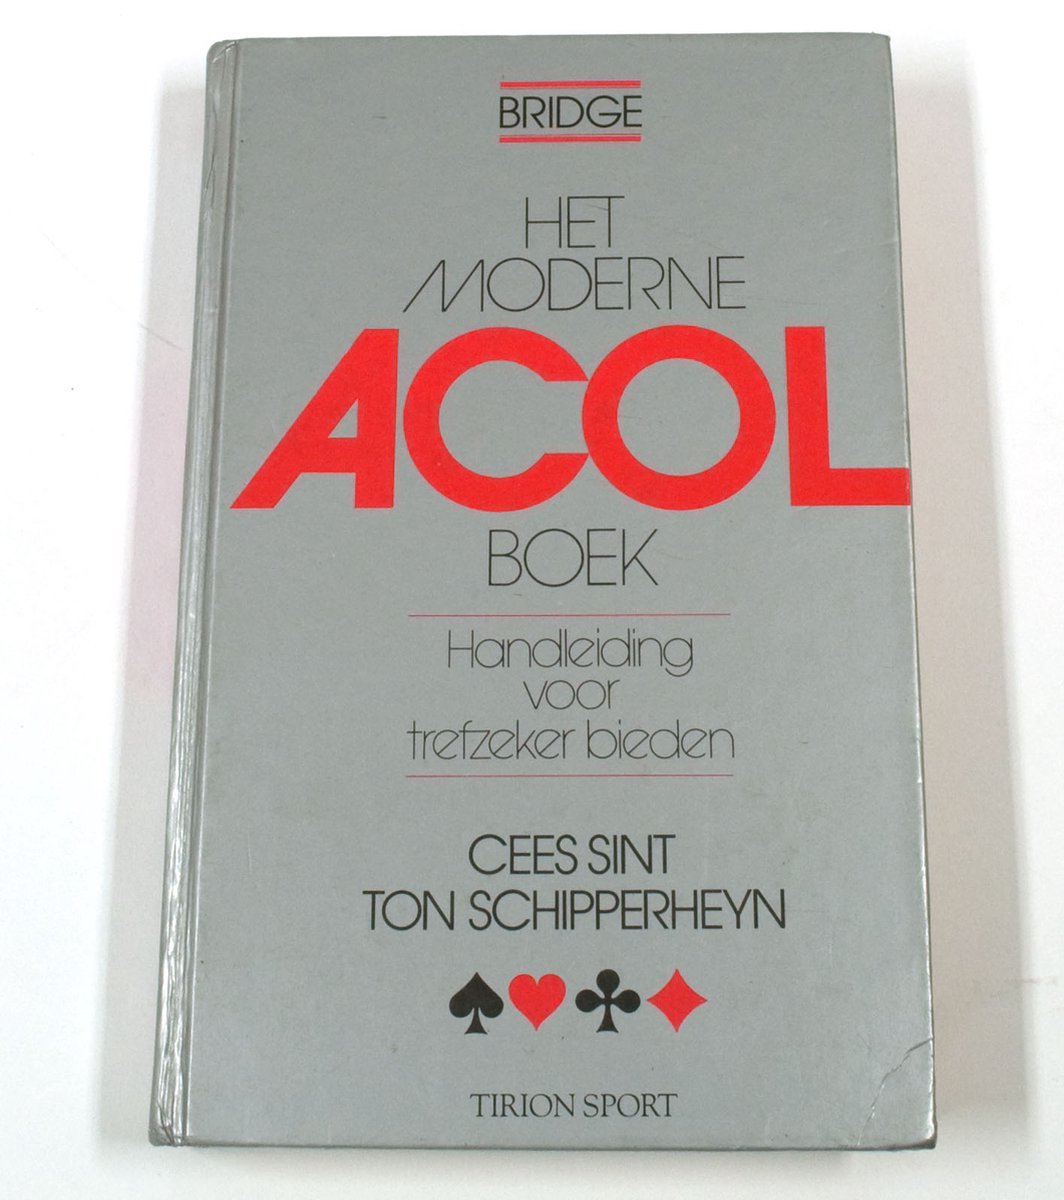 BRIDGE
HET
MODERNE
ACOL
BOEK
Handleiding
voor
trefzeker bieden
CEES SINT
TON SCHIPPERHEYN
TIRION SPORT